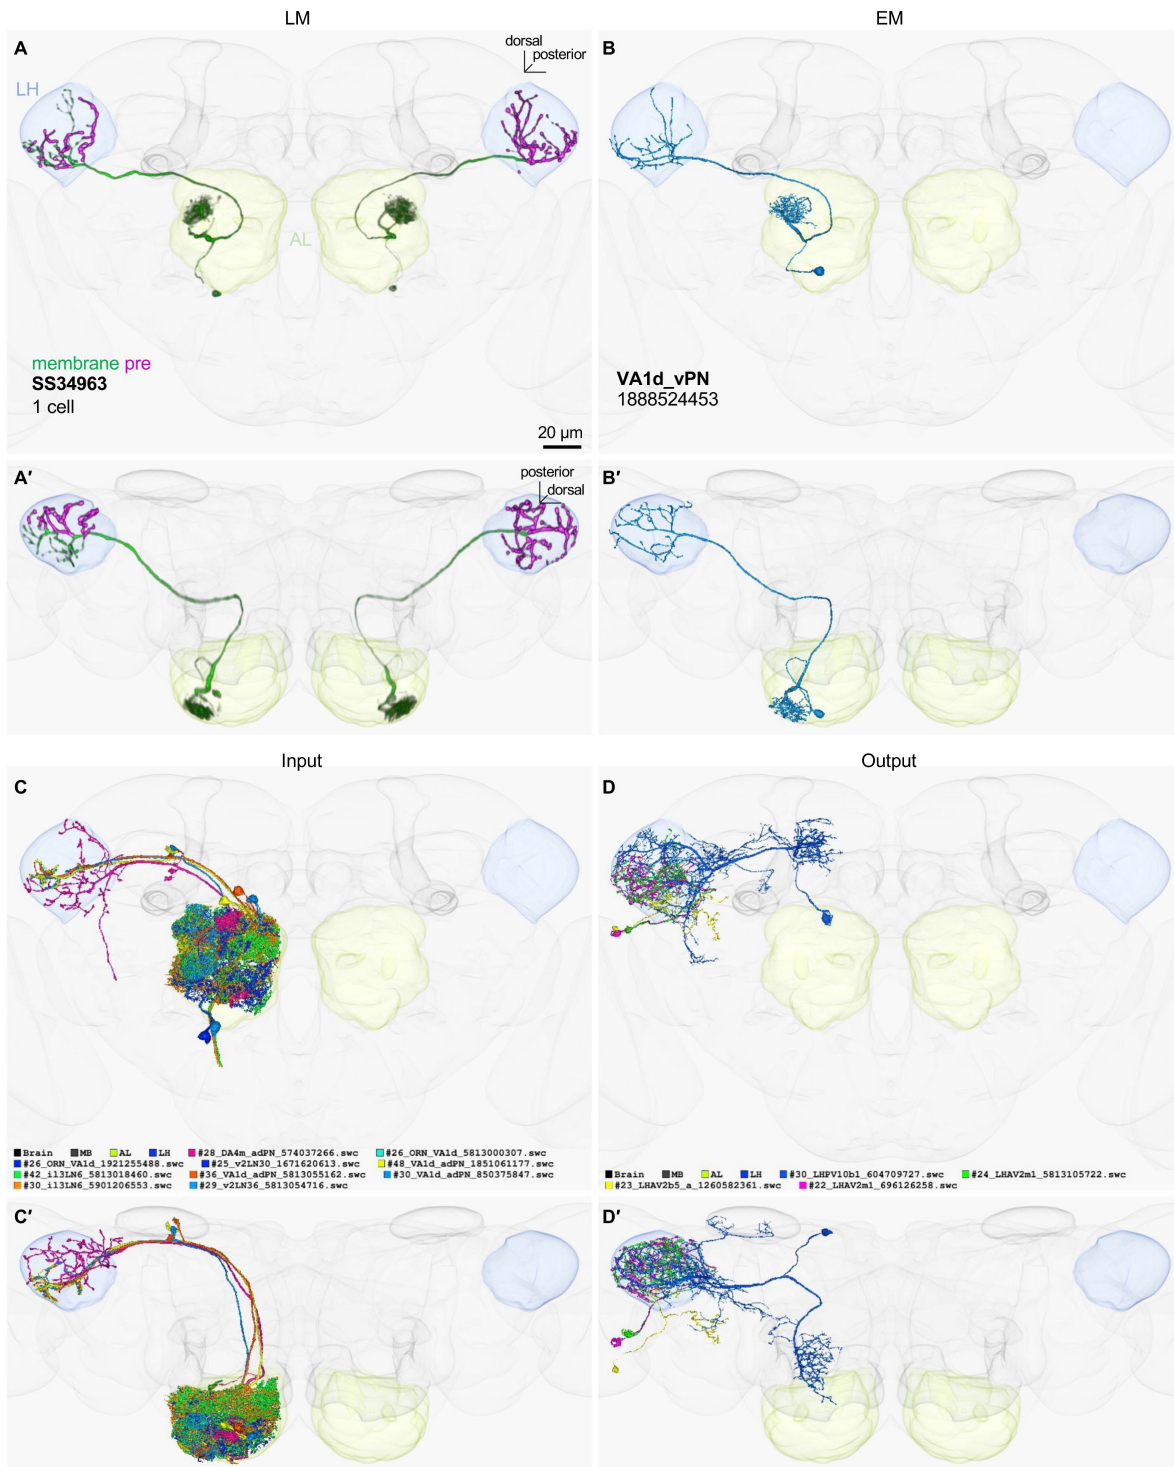 LM
EM
A
dorsal
posterior
B
LH
AL
membrane pre
SS34963
1 cell
20 µm
VA1d_vPN
1888524453
A′
posterior
dorsal
B′
Input
Output
C
D
Brain MB AL LH #28_DA4m_adPN_574037266.swc #26_ORN_VA1d_5813000307.swc
#26_ORN_VA1d_1921255488.swc #25_v2LN30_1671620613.swc #48_VA1d_adPN_1851061177.swc
#42_il3LN6_5813018460.swc #36_VA1d_adPN_5813055162.swc #30_VA1d_adPN_850375847.swc
#30_il3LN6_5901206553.swc #29_v2LN36_5813054716.swc
Brain MB AL LH #30_LHPV10b1_604709727.swc #24_LHAV2m1_5813105722.swc
#23_LHAV2b5_a_1260582361.swc #22_LHAV2m1_696126258.swc
C′
D′